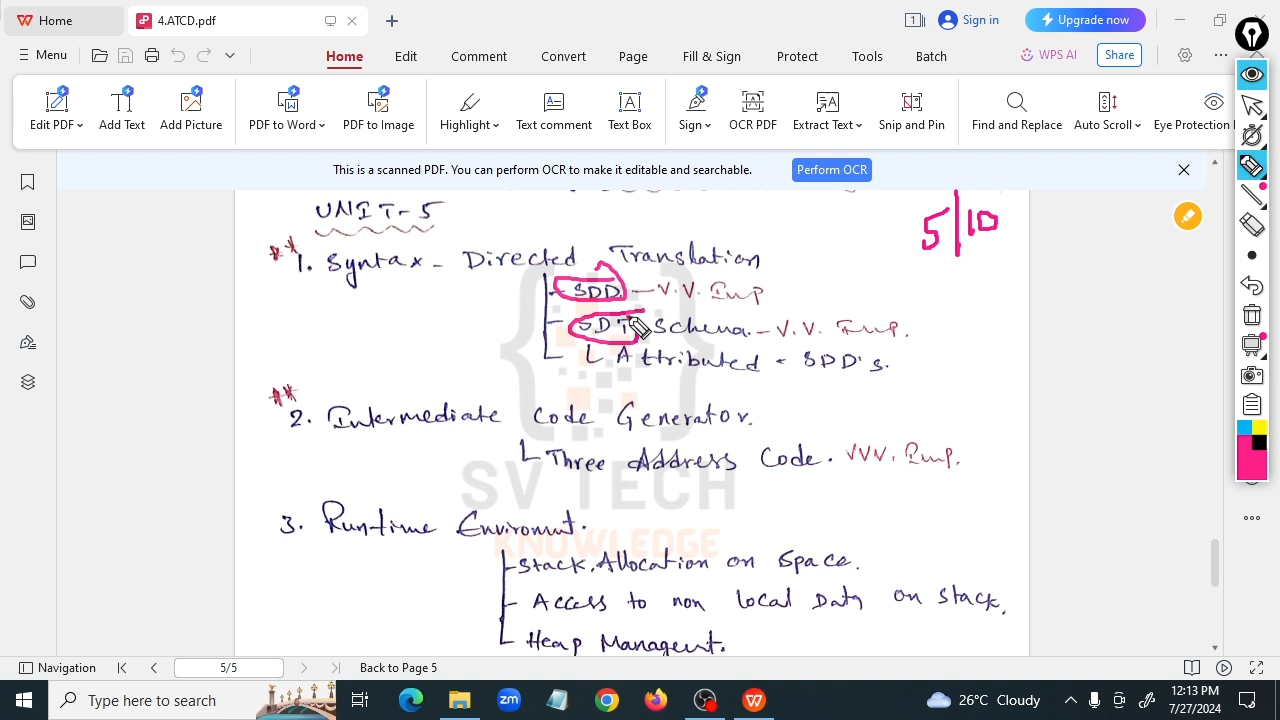 Home
4.ATCD.pdf
Sign in
Upgrade now
Menu
Home Edit Comment Convert Page Fill & Sign Protect Tools Batch
WPS AI
Share
Edit PDF Add Text Add Picture PDF to Word PDF to Image Highlight Text comment Text Box Sign OCR PDF Extract Text Snip and Pin Find and Replace Auto Scroll Eye Protection
This is a scanned PDF. You can perform OCR to make it editable and searchable.
Perform OCR
UNIT-5
5|10
** 1. Syntax - Directed Translation
- SDD - V.V. Imp
- SDT Schema. - V.V. Imp.
L Attributed - SDD's.
** 2. Intermediate Code Generator.
Three Address Code. VVV. Imp.
SV TECH
KNOWLEDGE
3. Runtime Enviromnt.
- Stack, Allocation on Space.
- Access to non local Data on stack.
- Heap Managent.
Navigation
5/5
Back to Page 5
Type here to search
zm
26°C Cloudy
12:13 PM
7/27/2024